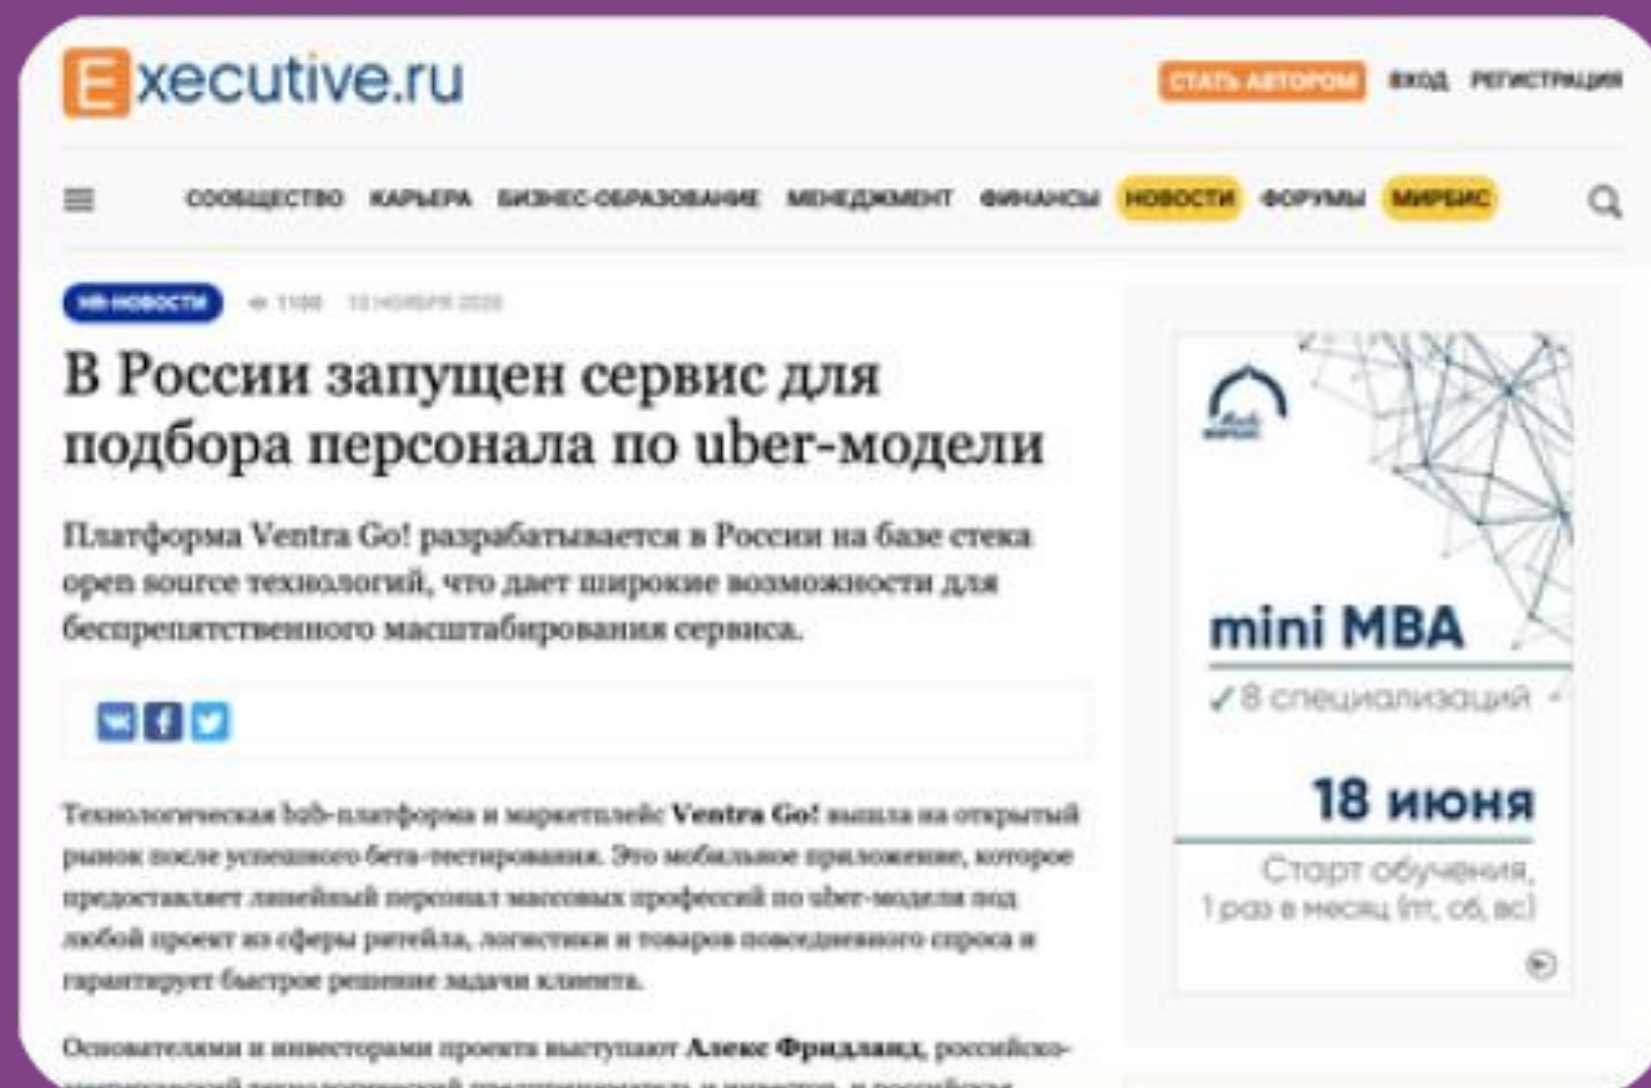 Executive.ru
СТАТЬ АВТОРОМ ВХОД РЕГИСТРАЦИЯ
СООБЩЕСТВО КАРЬЕРА БИЗНЕС-ОБРАЗОВАНИЕ МЕНЕДЖМЕНТ ФИНАНСЫ НОВОСТИ ФОРУМЫ МИРБИС
HR-НОВОСТИ 1100 НОЯБРЯ 2020
В России запущен сервис для
подбора персонала по uber-модели
Платформа Ventra Go! разрабатывается в России на базе стека
open source технологий, что дает широкие возможности для
беспрепятственного масштабирования сервиса.
Технологическая b2b-платформа и маркетплейс Ventra Go! вышла на открытый
рынок после успешного бета-тестирования. Это мобильное приложение, которое
предоставляет линейный персонал массовых профессий по uber-модели под
любой проект из сферы ритейла, логистики и товаров повседневного спроса и
гарантирует быстрое решение задачи клиента.
Основателями и инвесторами проекта выступают Алекс Фридланд, российско-
mini MBA
✓ 8 специализаций
18 июня
Старт обучения,
1 раз в месяц (пт, сб, вс)